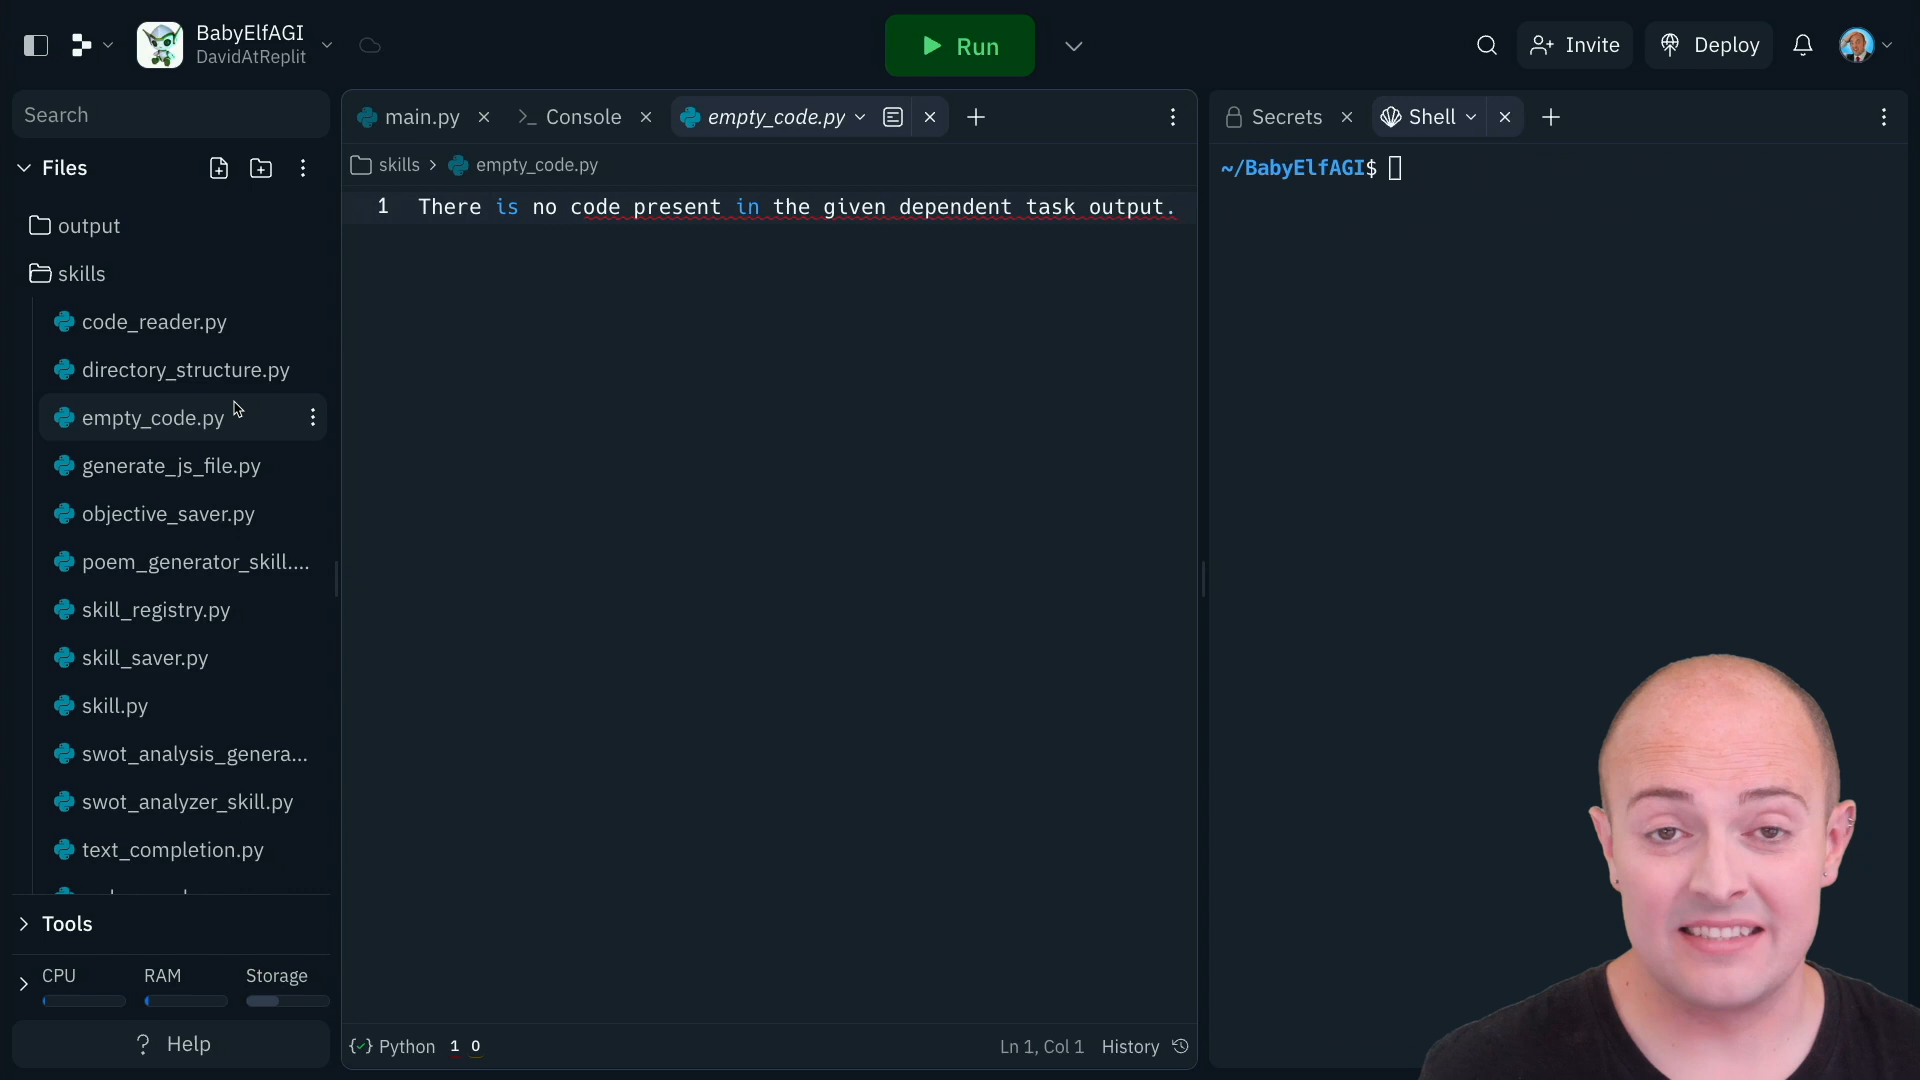 BabyElfAGI
DavidAtReplit
Run
Invite
Deploy
Search
Files
output
skills
code_reader.py
directory_structure.py
empty_code.py
generate_js_file.py
objective_saver.py
poem_generator_skill....
skill_registry.py
skill_saver.py
skill.py
swot_analysis_genera...
swot_analyzer_skill.py
text_completion.py
Tools
CPU RAM Storage
? Help
main.py
>_ Console
empty_code.py
skills > empty_code.py
1 There is no code present in the given dependent task output.
{✓} Python 1 0
Ln 1, Col 1 History
Secrets
Shell
~/BabyElfAGI$